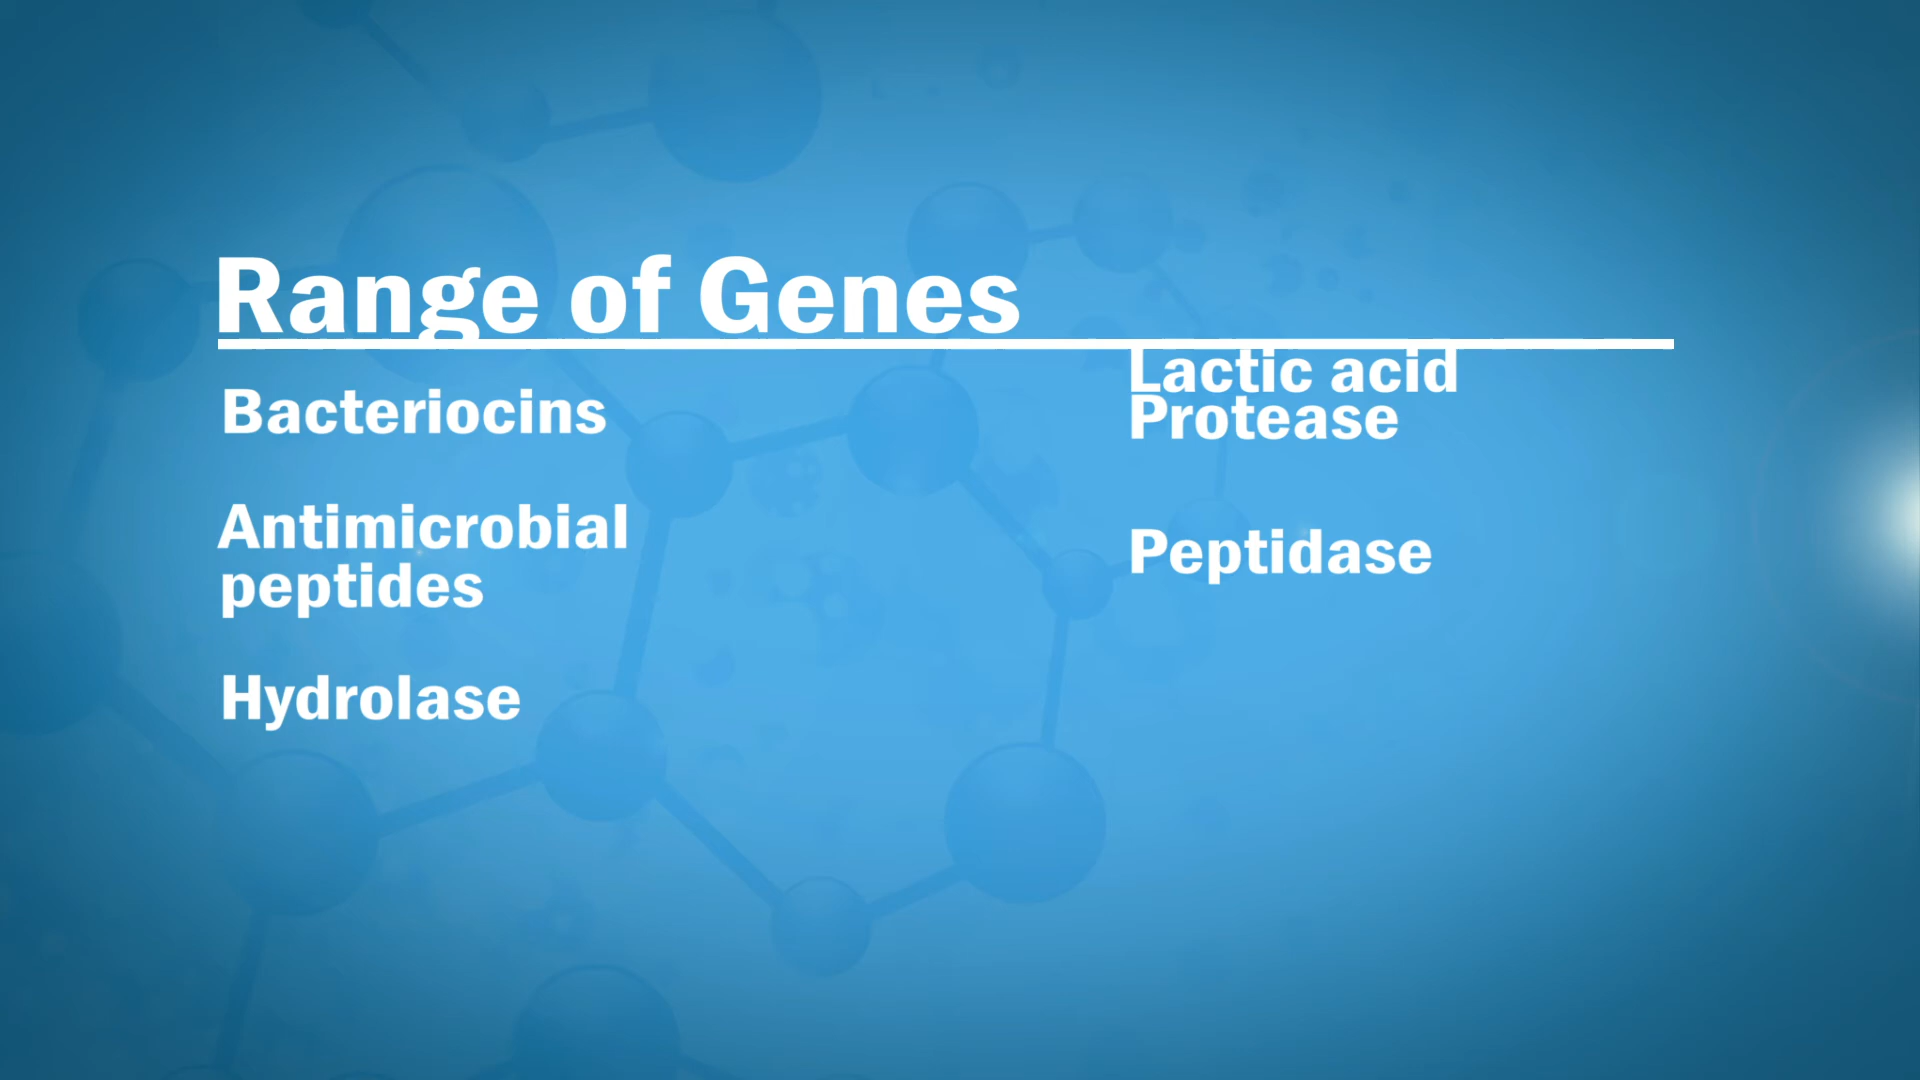 Range of Genes
Bacteriocins
Antimicrobial
peptides
Hydrolase
Lactic acid
Protease
Peptidase